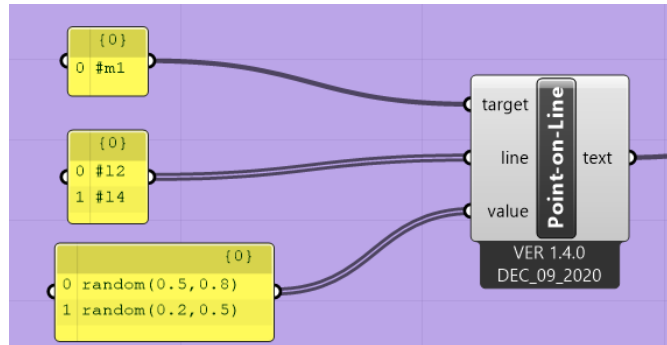 {0}
0 #m1
{0}
0 #l2
1 #l4
{0}
0 random(0.5,0.8)
1 random(0.2,0.5)
target
line
value
Point-on-Line
text
VER 1.4.0
DEC_09_2020